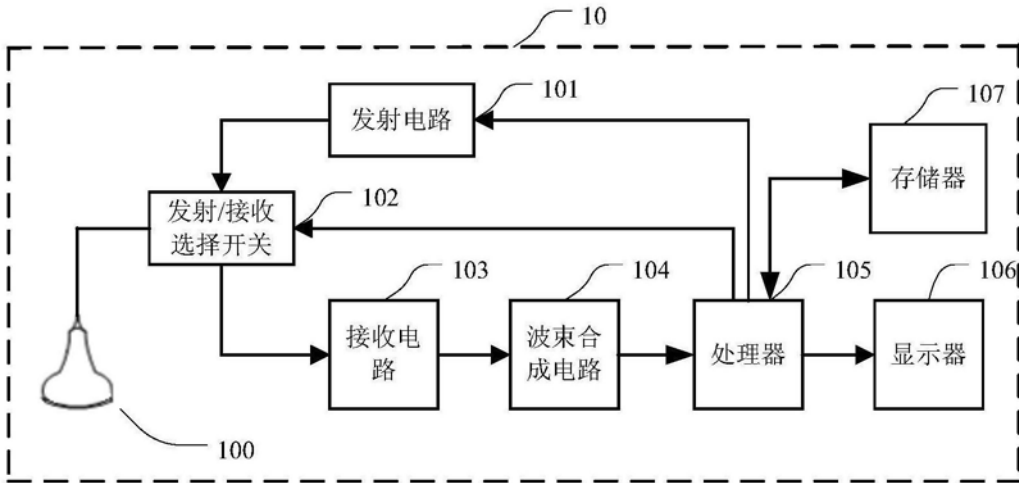 10
发射电路
101
107
存储器
发射/接收
选择开关
102
103
104
105
106
接收电
路
波束合
成电路
处理器
显示器
100